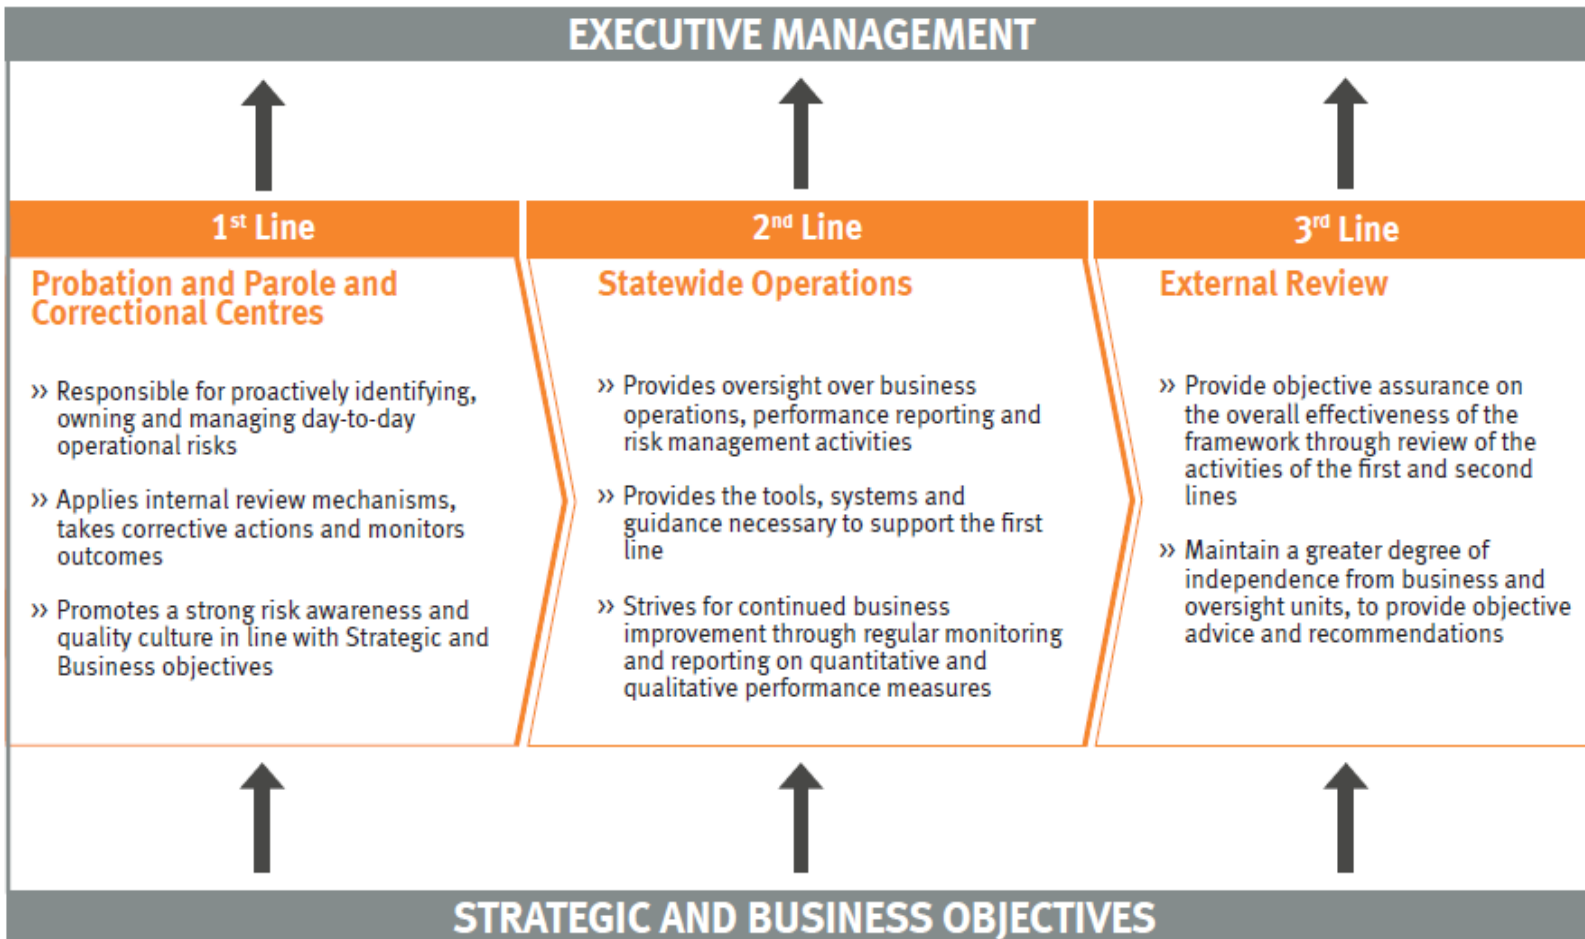 EXECUTIVE MANAGEMENT
1st Line
Probation and Parole and
Correctional Centres
>> Responsible for proactively identifying,
owning and managing day-to-day
operational risks
>> Applies internal review mechanisms,
takes corrective actions and monitors
outcomes
>> Promotes a strong risk awareness and
quality culture in line with Strategic and
Business objectives
2nd Line
Statewide Operations
>> Provides oversight over business
operations, performance reporting and
risk management activities
>> Provides the tools, systems and
guidance necessary to support the first
line
>> Strives for continued business
improvement through regular monitoring
and reporting on quantitative and
qualitative performance measures
3rd Line
External Review
>> Provide objective assurance on
the overall effectiveness of the
framework through review of the
activities of the first and second
lines
>> Maintain a greater degree of
independence from business and
oversight units, to provide objective
advice and recommendations
STRATEGIC AND BUSINESS OBJECTIVES